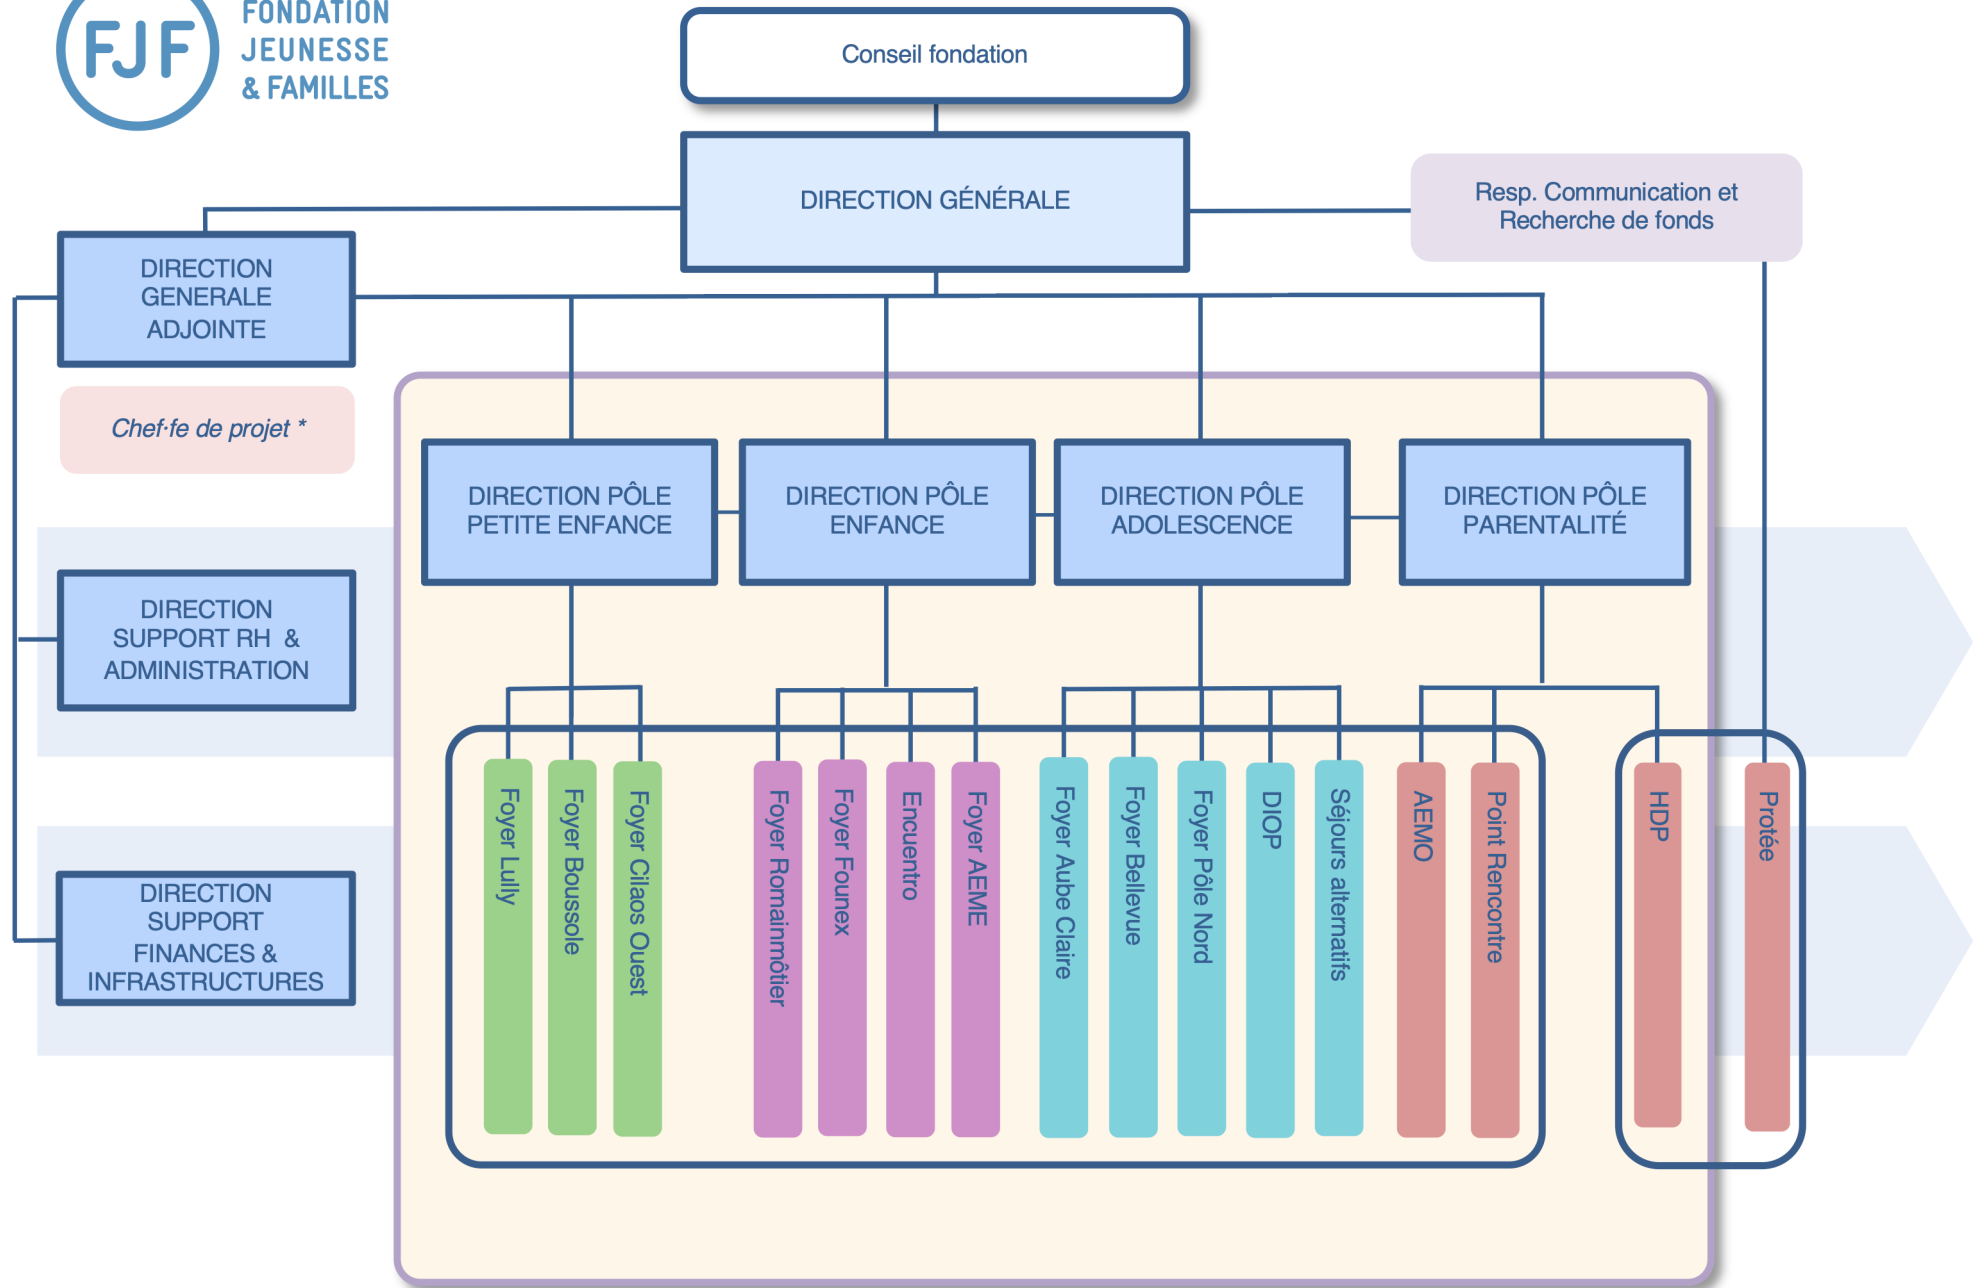 FJF
FONDATION
JEUNESSE
& FAMILLES
Conseil fondation
DIRECTION GÉNÉRALE
Resp. Communication et
Recherche de fonds
DIRECTION
GENERALE
ADJOINTE
Chef·fe de projet *
DIRECTION PÔLE
PETITE ENFANCE
DIRECTION PÔLE
ENFANCE
DIRECTION PÔLE
ADOLESCENCE
DIRECTION PÔLE
PARENTALITÉ
DIRECTION
SUPPORT RH &
ADMINISTRATION
DIRECTION
SUPPORT
FINANCES &
INFRASTRUCTURES
Foyer Lully
Foyer Boussole
Foyer Cilaos Ouest
Foyer Romainmôtier
Foyer Founex
Encuentro
Foyer AEME
Foyer Aube Claire
Foyer Bellevue
Foyer Pôle Nord
DIOP
Séjours alternatifs
AEMO
Point Rencontre
HDP
Protée